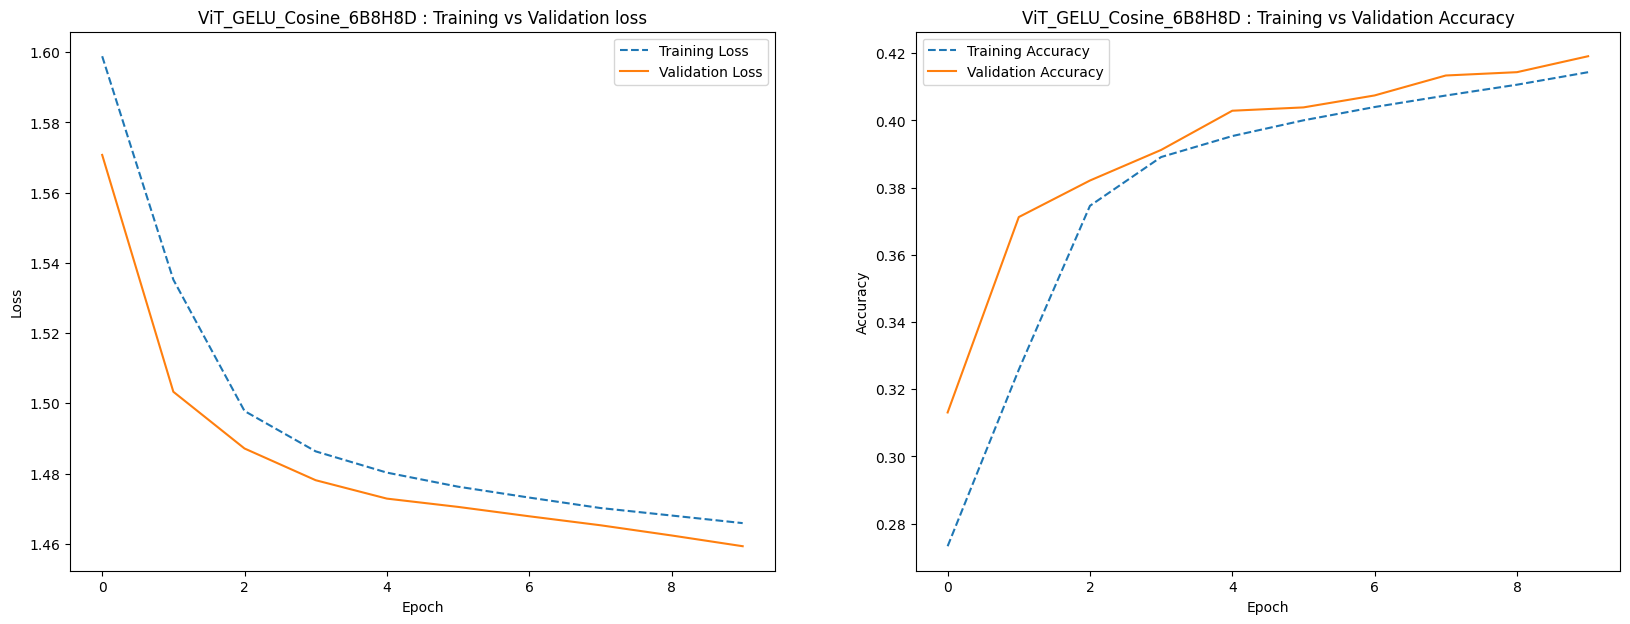 ViT_GELU_Cosine_6B8H8D : Training vs Validation loss
Training Loss
Validation Loss
1.60
1.58
1.56
1.54
1.52
1.50
1.48
1.46
Loss
0
2
4
6
8
Epoch
ViT_GELU_Cosine_6B8H8D : Training vs Validation Accuracy
Training Accuracy
Validation Accuracy
0.42
0.40
0.38
0.36
0.34
0.32
0.30
0.28
Accuracy
0
2
4
6
8
Epoch